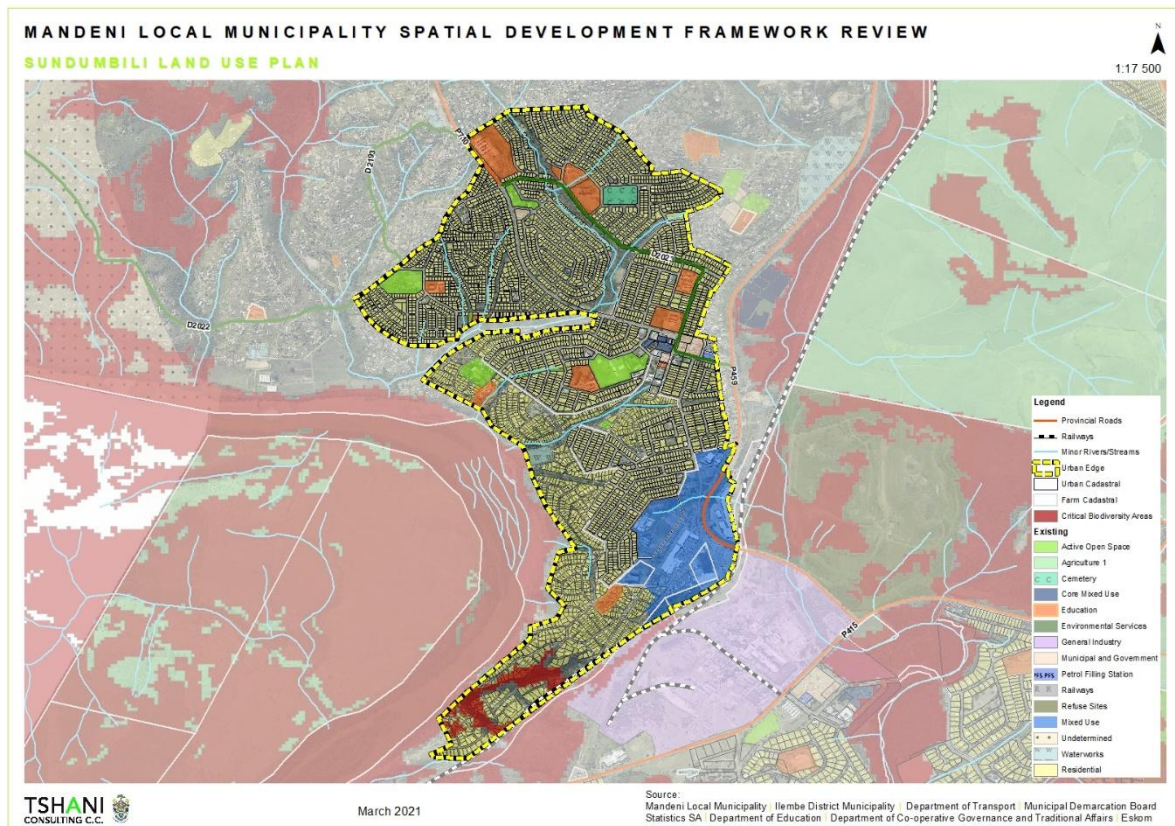 MANDENI LOCAL MUNICIPALITY SPATIAL DEVELOPMENT FRAMEWORK REVIEW
SUNDUMBILI LAND USE PLAN
N
1:17 500
D2193
D2022
P459
P415
Legend
Provincial Roads
Railways
Minor Rivers/Streams
Urban Edge
Urban Cadastral
Farm Cadastral
Critical Biodiversity Areas
Existing
Active Open Space
Agriculture 1
C C Cemetery
Core Mixed Use
Education
Environmental Services
General Industry
Municipal and Government
PFS PFS Petrol Filling Station
R R Railways
Refuse Sites
Mixed Use
Undetermined
W W Waterworks
Residential
TSHANI
CONSULTING C.C.
March 2021
Source:
Mandeni Local Municipality | Ilembe District Municipality | Department of Transport | Municipal Demarcation Board
Statistics SA | Department of Education | Department of Co-operative Governance and Traditional Affairs | Eskom